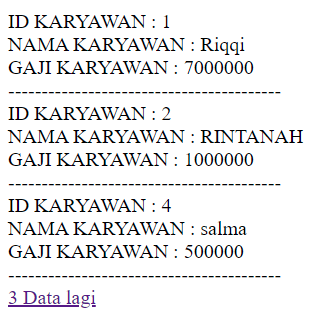 ID KARYAWAN : 1
NAMA KARYAWAN : Riqqi
GAJI KARYAWAN : 7000000
-----------------------------------------
ID KARYAWAN : 2
NAMA KARYAWAN : RINTANAH
GAJI KARYAWAN : 1000000
-----------------------------------------
ID KARYAWAN : 4
NAMA KARYAWAN : salma
GAJI KARYAWAN : 500000
-----------------------------------------
3 Data lagi